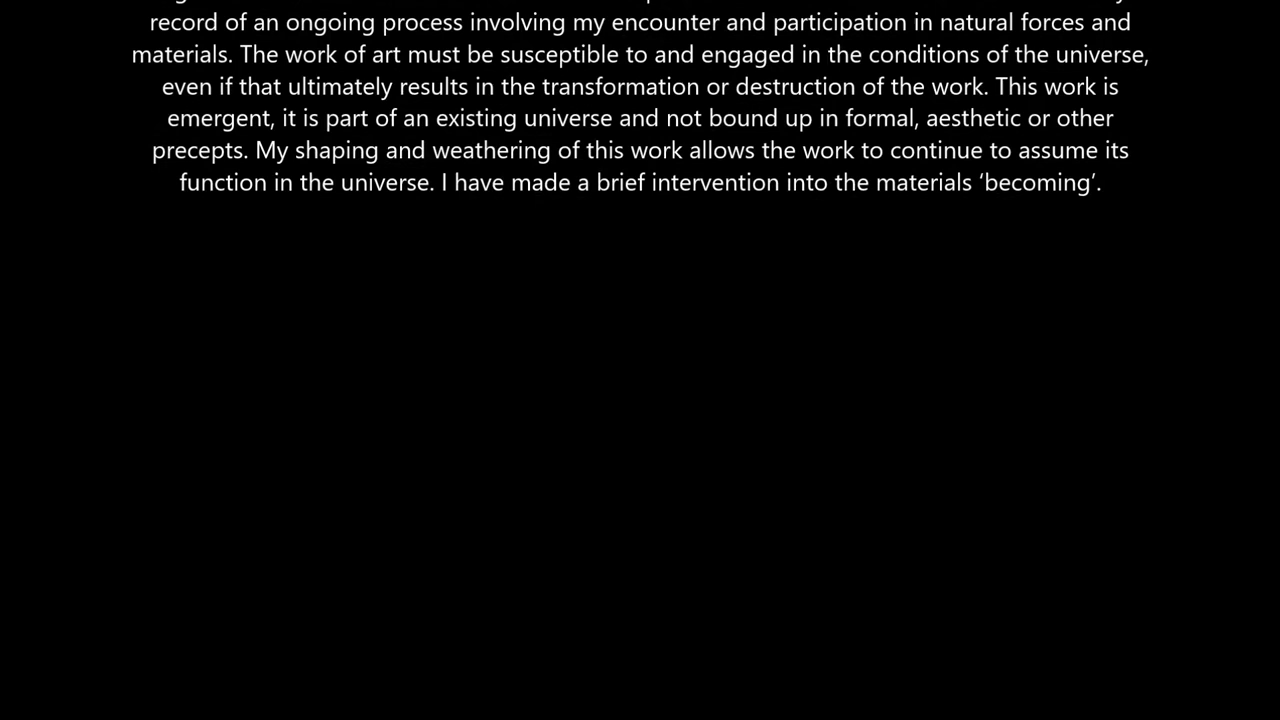 record of an ongoing process involving my encounter and participation in natural forces and
materials. The work of art must be susceptible to and engaged in the conditions of the universe,
even if that ultimately results in the transformation or destruction of the work. This work is
emergent, it is part of an existing universe and not bound up in formal, aesthetic or other
precepts. My shaping and weathering of this work allows the work to continue to assume its
function in the universe. I have made a brief intervention into the materials ‘becoming’.